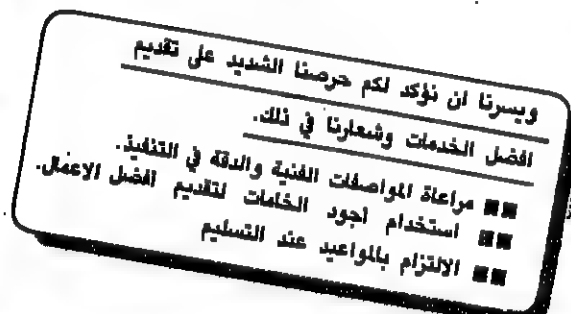 ويسرنا ان نؤكد لكم حرصنا الشديد على تقديم
افضل الخدمات وشعارنا في ذلك.
■■ مراعاة المواصفات الفنية والدقة في التنفيذ.
■■ استخدام اجود الخامات لتقديم افضل الاعمال.
■■ الالتزام بالمواعيد عند التسليم